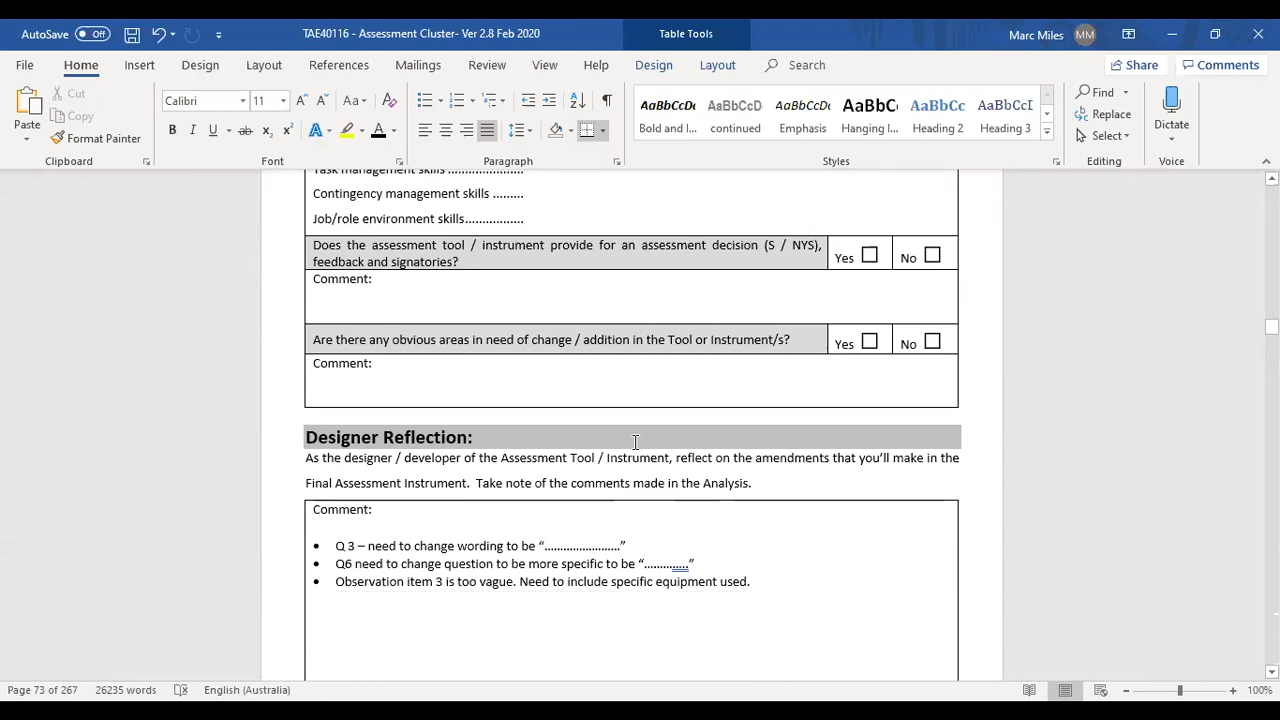 AutoSave Off TAE40116 - Assessment Cluster- Ver 2.8 Feb 2020 Table Tools Marc Miles MM
File Home Insert Design Layout References Mailings Review View Help Design Layout Search Share Comments
Paste Cut Copy Format Painter Clipboard
Calibri 11 Font
Paragraph
AaBbCcDc AaBbCcDc AaBbCcDc AaBbC AaBbCc AaBbCcI
Bold and I... continued Emphasis Hanging I... Heading 2 Heading 3 Styles
Find Replace Select Editing
Dictate Voice
Task management skills ........................
Contingency management skills .........
Job/role environment skills.................
Does the assessment tool / instrument provide for an assessment decision (S / NYS), Yes No
feedback and signatories?
Comment:
Are there any obvious areas in need of change / addition in the Tool or Instrument/s? Yes No
Comment:
Designer Reflection:
As the designer / developer of the Assessment Tool / Instrument, reflect on the amendments that you'll make in the
Final Assessment Instrument. Take note of the comments made in the Analysis.
Comment:
• Q 3 – need to change wording to be “……………………”
• Q6 need to change question to be more specific to be “……………”
• Observation item 3 is too vague. Need to include specific equipment used.
Page 73 of 267 26235 words English (Australia) 100%